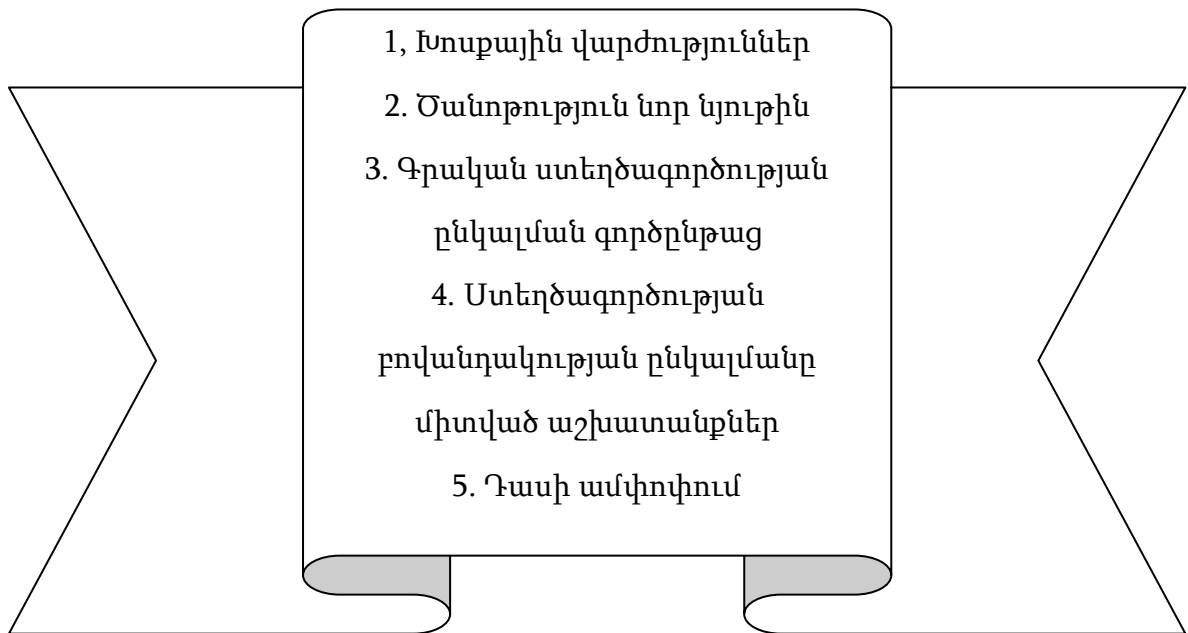 1, Խոսքային վարժություններ
2. Ծանոթություն նոր նյութին
3. Գրական ստեղծագործության
ընկալման գործընթաց
4. Ստեղծագործության
բովանդակության ընկալմանը
միտված աշխատանքներ
5. Դասի ամփոփում